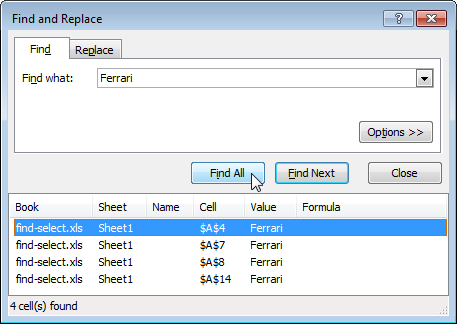 Find and Replace
Find Replace
Find what: Ferrari
Options >>
Find All Find Next Close
Book Sheet Name Cell Value Formula
find-select.xls Sheet1 $A$4 Ferrari
find-select.xls Sheet1 $A$7 Ferrari
find-select.xls Sheet1 $A$8 Ferrari
find-select.xls Sheet1 $A$14 Ferrari
4 cell(s) found